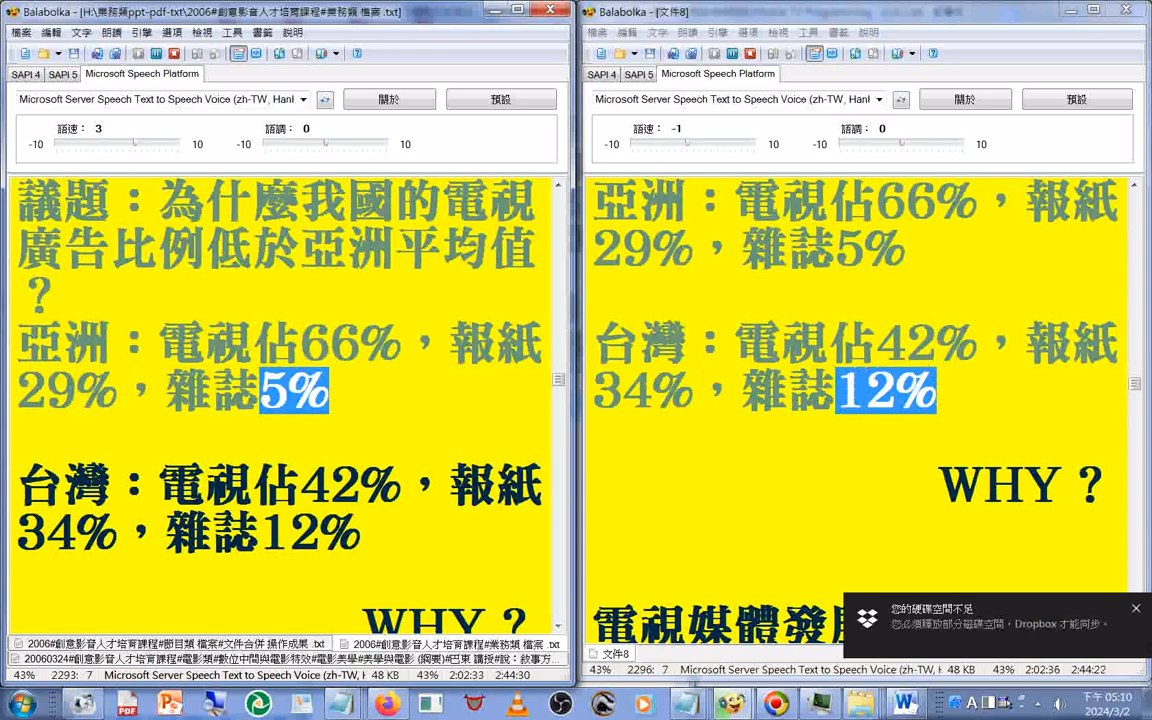 Balabolka - [H:\業務類ppt-pdf-txt\2006#創意影音人才培育課程#業務類 檔案 .txt]
檔案 編輯 文字 朗讀 引擎 選項 檢視 工具 書籤 說明
SAPI 4 SAPI 5 Microsoft Speech Platform
Microsoft Server Speech Text to Speech Voice (zh-TW, HanI
關於 預設
語速： 3 語調： 0
-10 10 -10 10
議題：為什麼我國的電視
廣告比例低於亞洲平均值
？
亞洲：電視佔66%，報紙
29%，雜誌5%
台灣：電視佔42%，報紙
34%，雜誌12%
WHY？
2006#創意影音人才培育課程#節目類 檔案#文件合併 操作成果 .txt
2006#創意影音人才培育課程#業務類 檔案 .txt
20060324#創意影音人才培育課程#電影類#數位中間與電影特效#電影美學#美學與電影 (綱要)#巴東 講授#說：敘事方...
43% 2293: 7 Microsoft Server Speech Text to Speech Voice (zh-TW, H 48 KB 43% 2:02:33 2:44:30
Balabolka - [文件8]
檔案 編輯 文字 朗讀 引擎 選項 檢視 工具 書籤 說明
SAPI 4 SAPI 5 Microsoft Speech Platform
Microsoft Server Speech Text to Speech Voice (zh-TW, HanI
關於 預設
語速： -1 語調： 0
-10 10 -10 10
亞洲：電視佔66%，報紙
29%，雜誌5%
台灣：電視佔42%，報紙
34%，雜誌12%
WHY？
電視媒體發
文件8
43% 2296: 7 Microsoft Server Speech Text to Speech Voice (zh-TW, H 48 KB 43% 2:02:36 2:44:22
您的硬碟空間不足
您必須釋放部分磁碟空間，Dropbox 才能同步。
下午 05:10
2024/3/2